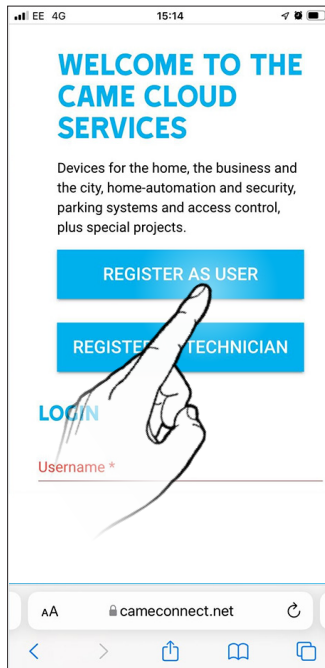 EE 4G 15:14
WELCOME TO THE
CAME CLOUD
SERVICES
Devices for the home, the business and
the city, home-automation and security,
parking systems and access control,
plus special projects.
REGISTER AS USER
REGISTER TECHNICIAN
LOGIN
Username *
AA cameconnect.net